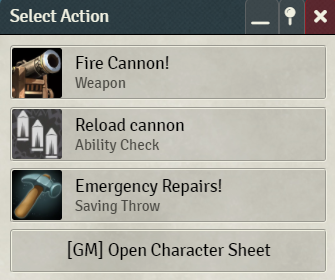 Select Action
Fire Cannon!
Weapon
Reload cannon
Ability Check
Emergency Repairs!
Saving Throw
[GM] Open Character Sheet